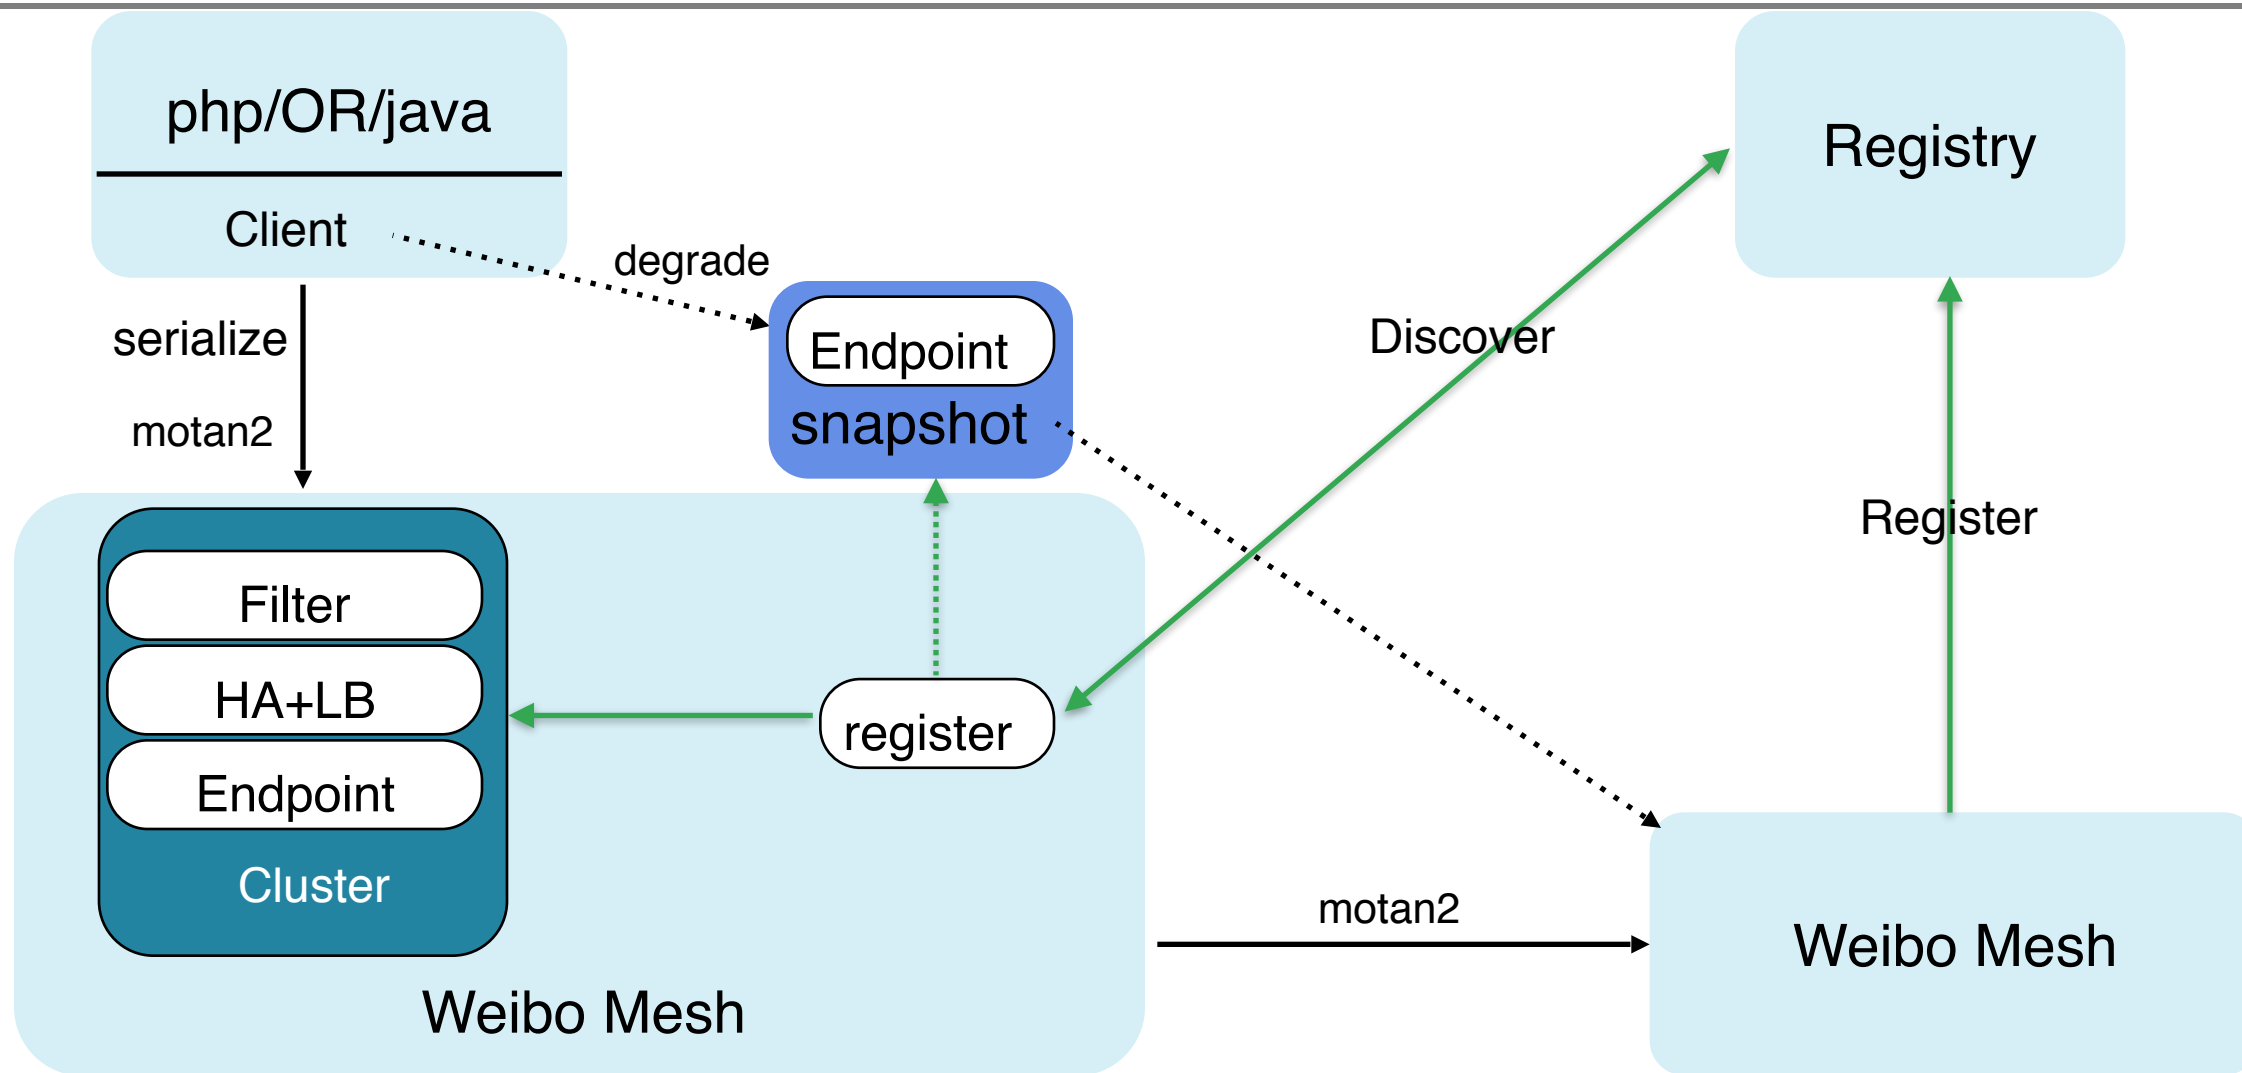 php/OR/java
Client
Registry
degrade
serialize
motan2
Endpoint
snapshot
Discover
Register
Filter
HA+LB
Endpoint
Cluster
register
motan2
Weibo Mesh
Weibo Mesh